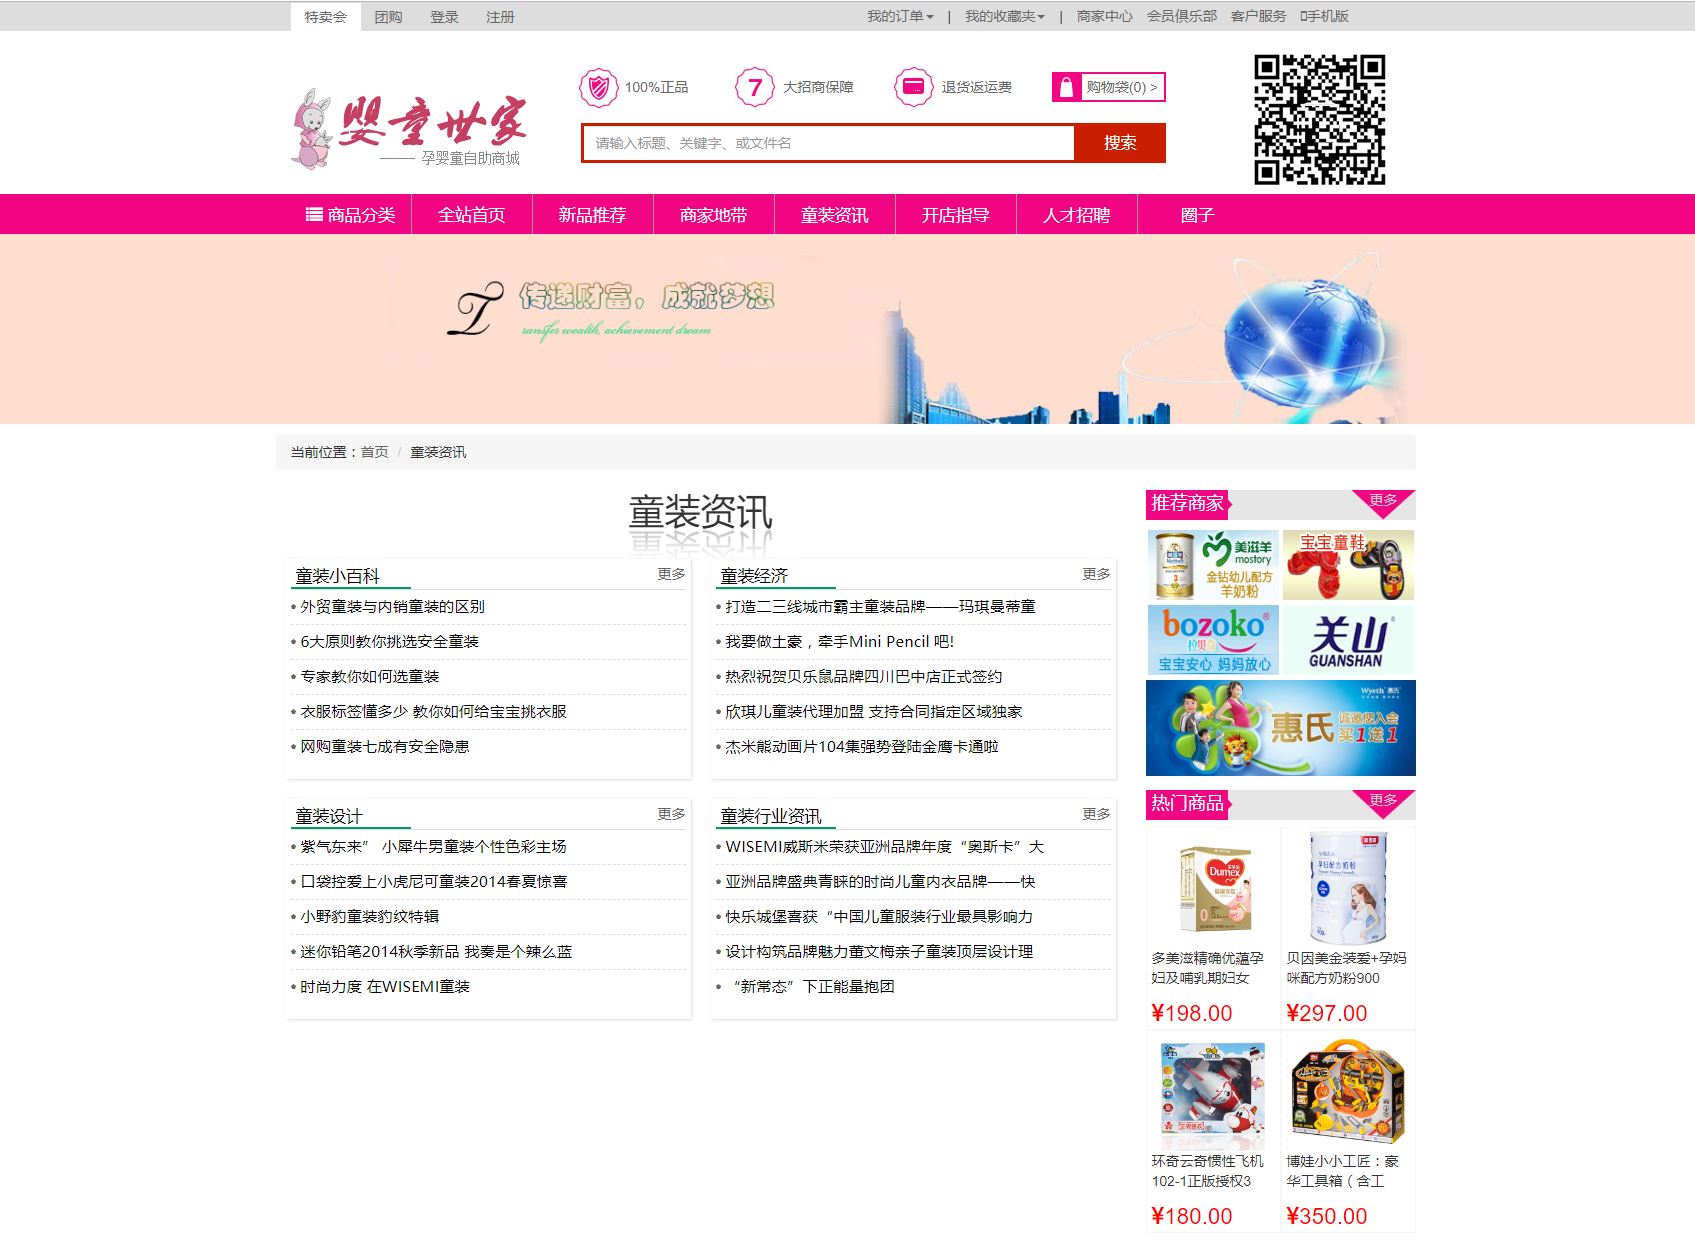 特卖会 团购 登录 注册 我的订单 | 我的收藏夹 | 商家中心 会员俱乐部 客户服务 手机版
100%正品 7 大招商保障 退货返运费 购物袋(0) >
婴童世家
孕婴童自助商城
请输入标题、关键字、或文件名 搜索
商品分类 全站首页 新品推荐 商家地带 童装资讯 开店指导 人才招聘 圈子
传递财富，成就梦想
Transfer wealth, achievement dream
当前位置：首页 / 童装资讯
童装资讯
童装小百科 更多
外贸童装与内销童装的区别
6大原则教你挑选安全童装
专家教你如何选童装
衣服标签懂多少 教你如何给宝宝挑衣服
网购童装七成有安全隐患
童装经济 更多
打造二三线城市霸主童装品牌——玛琪曼蒂童
我要做土豪，牵手Mini Pencil 吧!
热烈祝贺贝乐鼠品牌四川巴中店正式签约
欣琪儿童装代理加盟 支持合同指定区域独家
杰米熊动画片104集强势登陆金鹰卡通啦
童装设计 更多
紫气东来” 小犀牛男童装个性色彩主场
口袋控爱上小虎尼可童装2014春夏惊喜
小野豹童装豹纹特辑
迷你铅笔2014秋季新品 我奏是个辣么蓝
时尚力度 在WISEMI童装
童装行业资讯 更多
WISEMI威斯米荣获亚洲品牌年度“奥斯卡”大
亚洲品牌盛典青睐的时尚儿童内衣品牌——快
快乐城堡喜获“中国儿童服装行业最具影响力
设计构筑品牌魅力董文梅亲子童装顶层设计理
“新常态”下正能量抱团
推荐商家 更多
美滋羊
mostory
金钻幼儿配方
羊奶粉
宝宝童鞋
bozoko
宝宝安心 妈妈放心
关山
GUANSHAN
Wyeth 惠氏
惠氏
诚邀您入会
买1送1
热门商品 更多
Dumex
孕妇配方奶粉
多美滋精确优蕴孕
妇及哺乳期妇女
¥198.00
贝因美金装爱+孕妈
咪配方奶粉900
¥297.00
环奇云奇惯性飞机
102-1正版授权3
¥180.00
博娃小小工匠：豪
华工具箱（含工
¥350.00